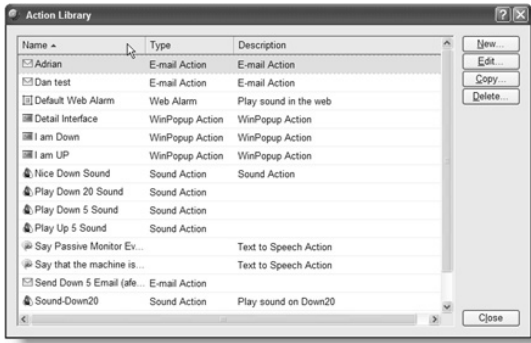 Action Library
Name Type Description
Adrian E-mail Action E-mail Action
Dan test E-mail Action E-mail Action
Default Web Alarm Web Alarm Play sound in the web
Detail Interface WinPopup Action WinPopup Action
I am Down WinPopup Action WinPopup Action
I am UP WinPopup Action WinPopup Action
Nice Down Sound Sound Action Sound Action
Play Down 20 Sound Sound Action
Play Down 5 Sound Sound Action
Play Up 5 Sound Sound Action
Say Passive Monitor Ev... Text to Speech Action
Say that the machine is... Text to Speech Action
Send Down 5 Email (afe... E-mail Action
Sound-Down20 Sound Action Play sound on Down20
New...
Edit...
Copy...
Delete...
Close